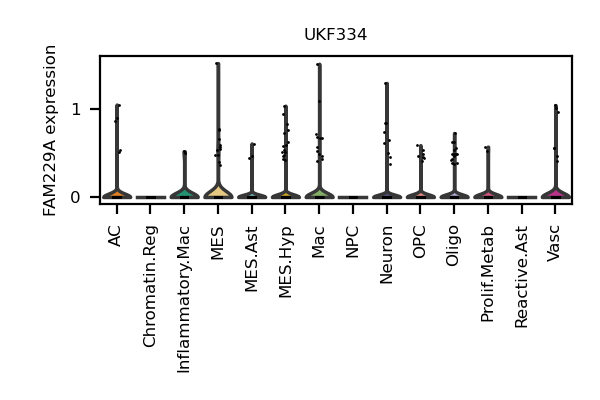 UKF334
FAM229A expression
1
0
AC
Chromatin.Reg
Inflammatory.Mac
MES
MES.Ast
MES.Hyp
Mac
NPC
Neuron
OPC
Oligo
Prolif.Metab
Reactive.Ast
Vasc